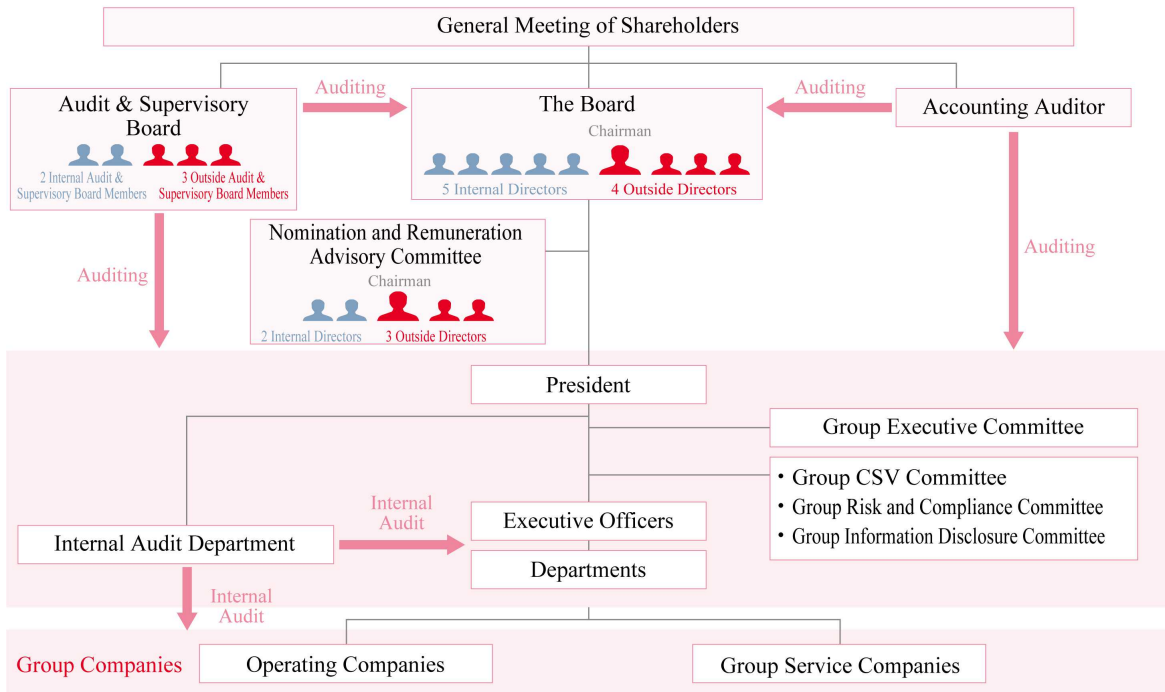 General Meeting of Shareholders
Auditing
Auditing
Audit & Supervisory
Board
2 Internal Audit &
Supervisory Board Members
3 Outside Audit &
Supervisory Board Members
The Board
Chairman
5 Internal Directors
4 Outside Directors
Accounting Auditor
Auditing
Nomination and Remuneration
Advisory Committee
Chairman
2 Internal Directors
3 Outside Directors
Auditing
President
Group Executive Committee
・Group CSV Committee
・Group Risk and Compliance Committee
・Group Information Disclosure Committee
Internal
Audit
Executive Officers
Internal Audit Department
Departments
Internal
Audit
Group Companies
Operating Companies
Group Service Companies